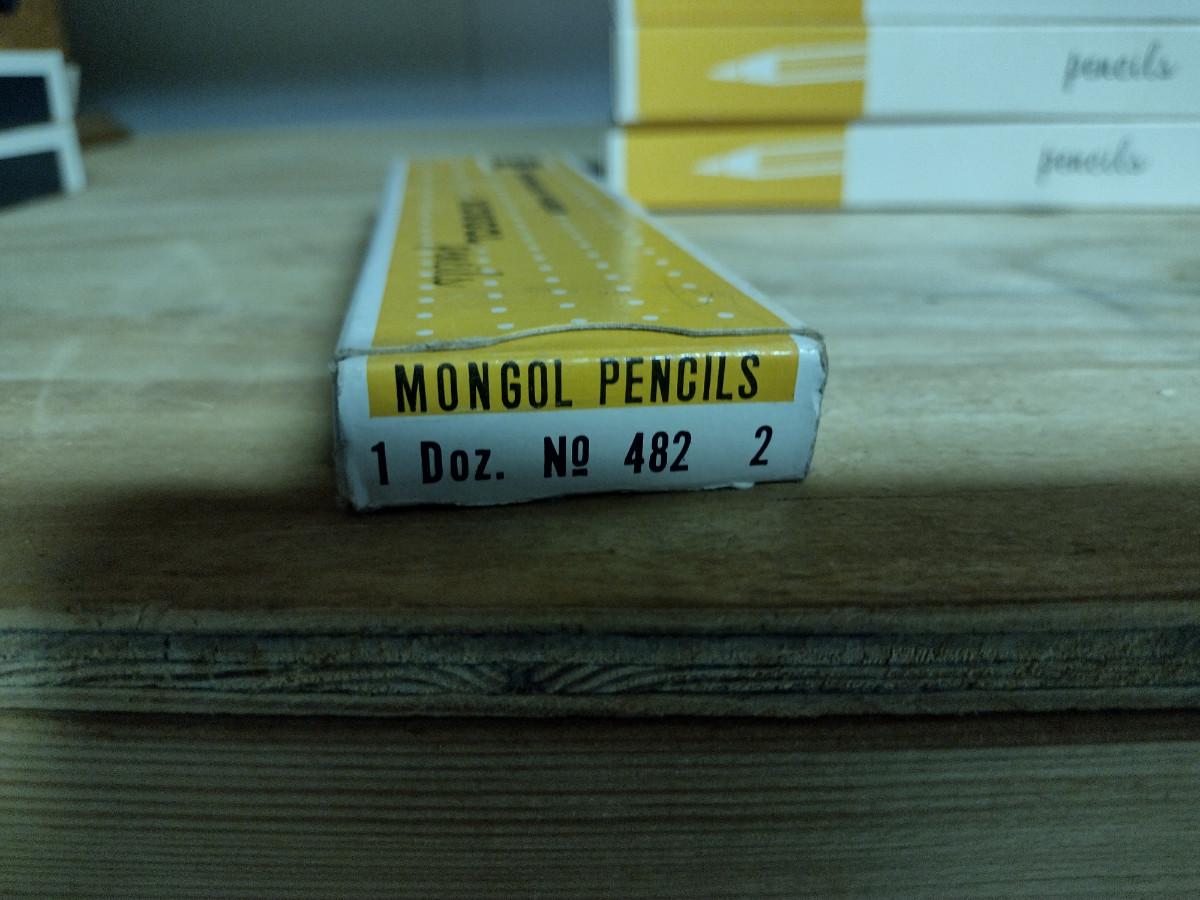 pencils
pencils
MONGOL PENCILS
1 Doz. Nº 482 2